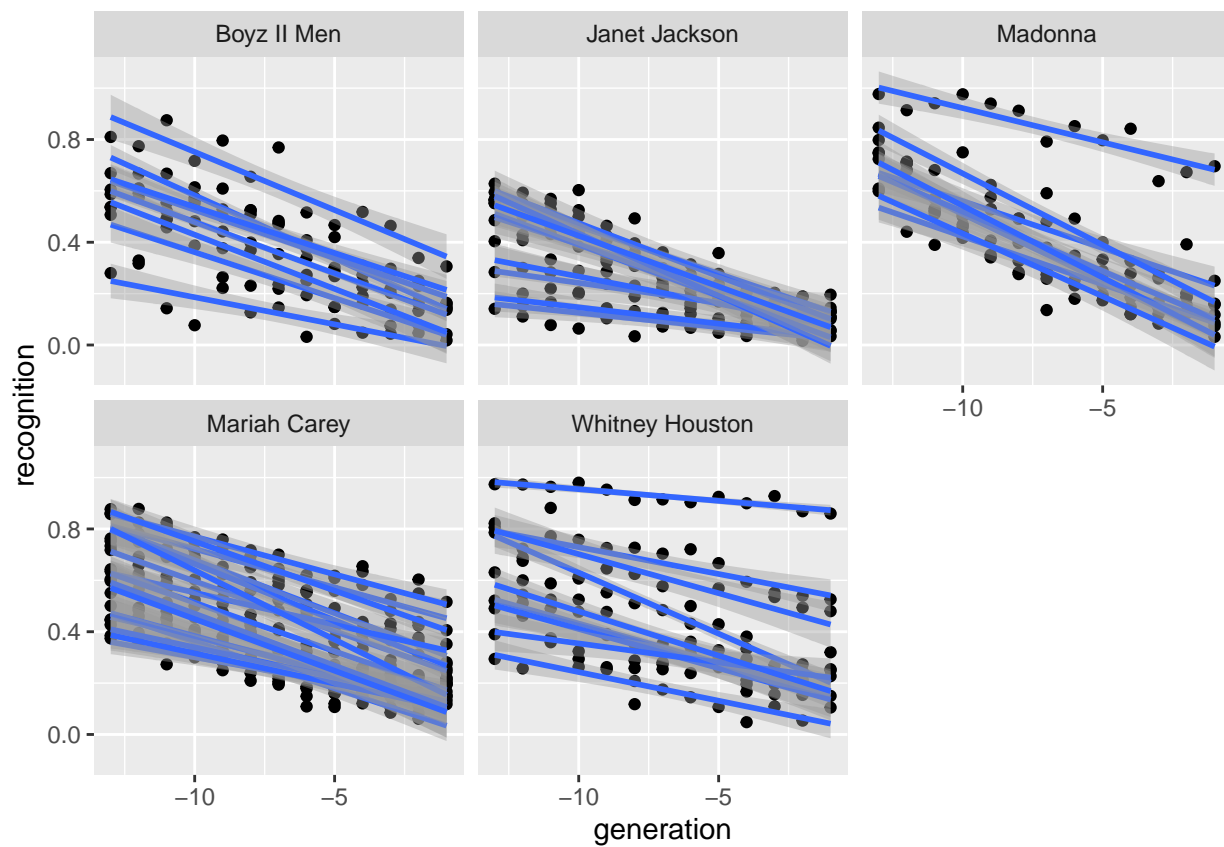 Boyz II Men
Janet Jackson
Madonna
0.8
0.4
0.0
−10
−5
Mariah Carey
Whitney Houston
0.8
0.4
0.0
−10
−5
−10
−5
recognition
generation